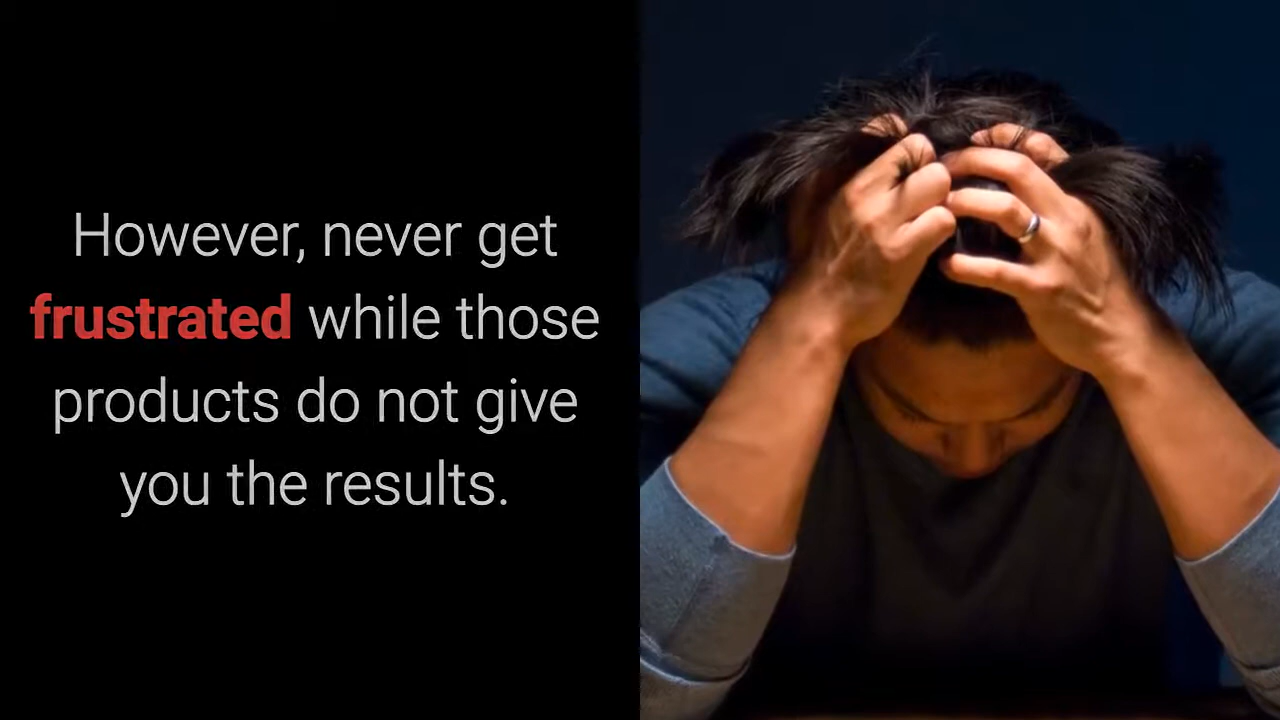 However, never get
frustrated while those
products do not give
you the results.